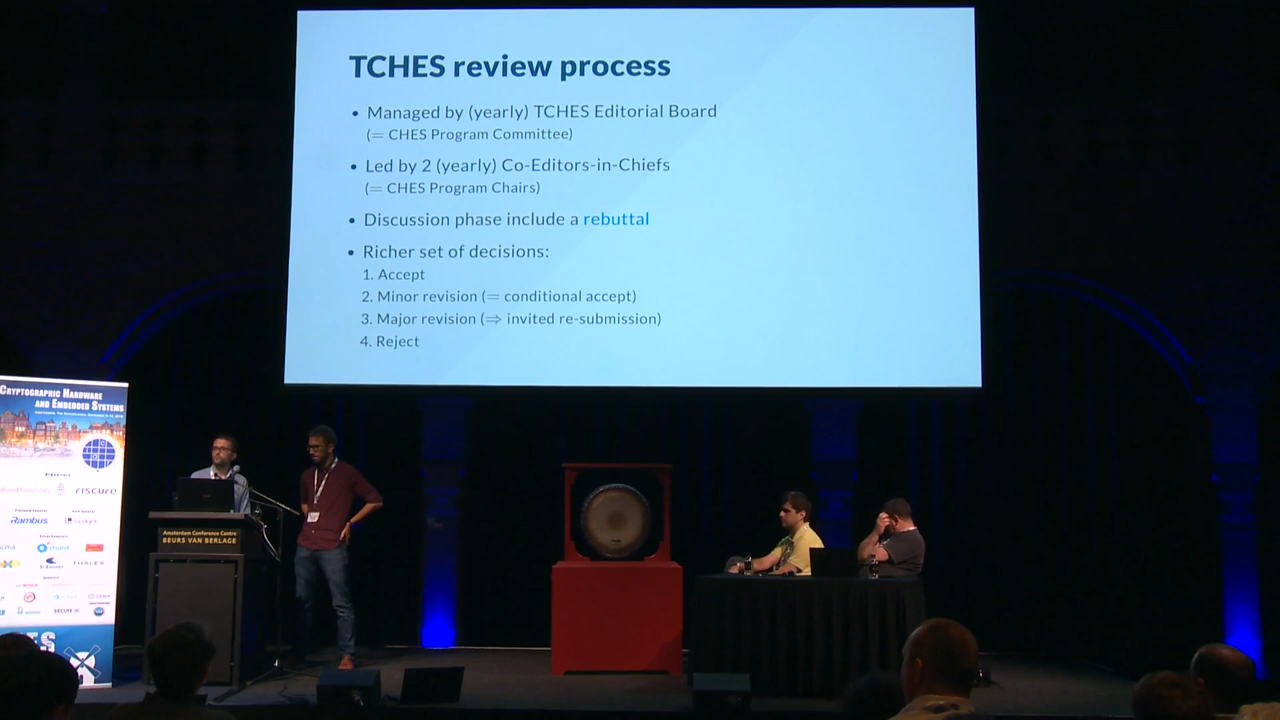 TCHES review process
• Managed by (yearly) TCHES Editorial Board
(= CHES Program Committee)
• Led by 2 (yearly) Co-Editors-in-Chiefs
(= CHES Program Chairs)
• Discussion phase include a rebuttal
• Richer set of decisions:
1. Accept
2. Minor revision (= conditional accept)
3. Major revision (⇒ invited re-submission)
4. Reject
CRYPTOGRAPHIC HARDWARE
AND EMBEDDED SYSTEMS
riscure
Rambus
THALES
SECURE-IC
Amsterdam Conference Centre
BEURS VAN BERLAGE